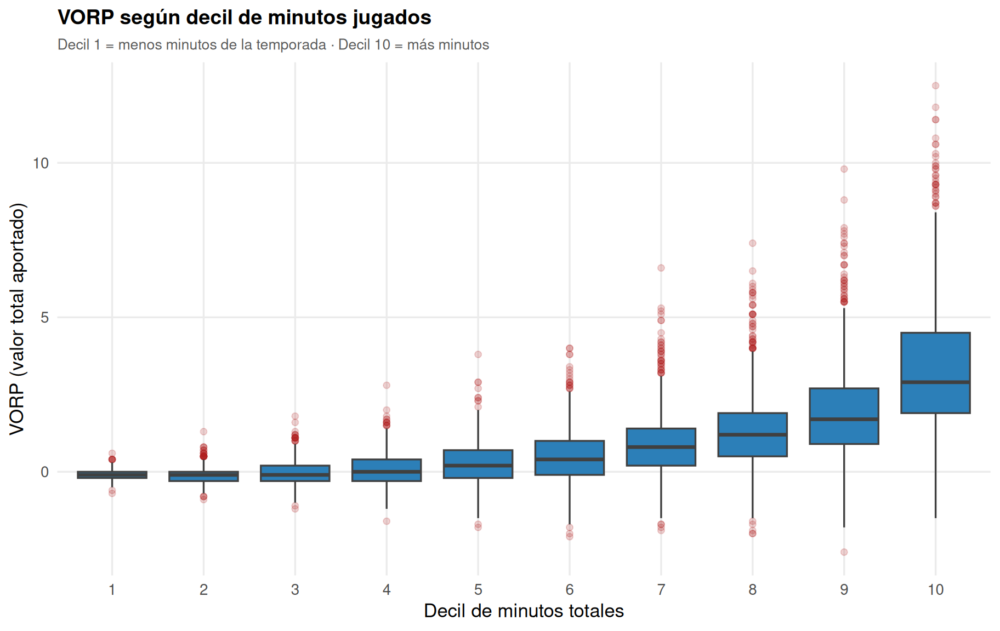 VORP según decil de minutos jugados
Decil 1 = menos minutos de la temporada · Decil 10 = más minutos
VORP (valor total aportado)
10
5
0
1 2 3 4 5 6 7 8 9 10
Decil de minutos totales